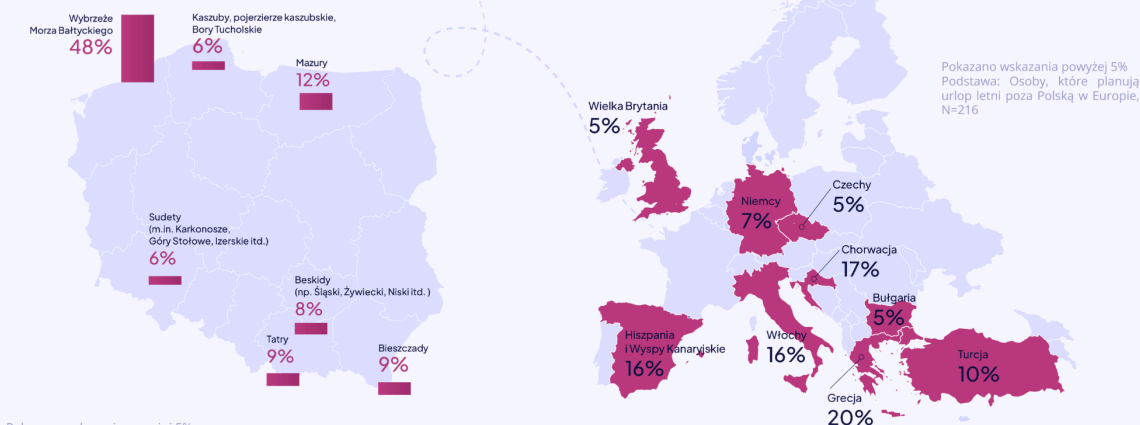 Wybrzeże
Morza Bałtyckiego
48%
Kaszuby, pojerzierze kaszubskie,
Bory Tucholskie
6%
Mazury
12%
Sudety
(m.in. Karkonosze,
Góry Stołowe, Izerskie itd.)
6%
Beskidy
(np. Śląski, Żywiecki, Niski itd. )
8%
Tatry
9%
Bieszczady
9%
Pokazano wskazania powyżej 5%
Podstawa: Osoby, które planują
urlop letni poza Polską w Europie,
N=216
Wielka Brytania
5%
Niemcy
7%
Czechy
5%
Chorwacja
17%
Bułgaria
5%
Hiszpania
i Wyspy Kanaryjskie
16%
Włochy
16%
Turcja
10%
Grecja
20%